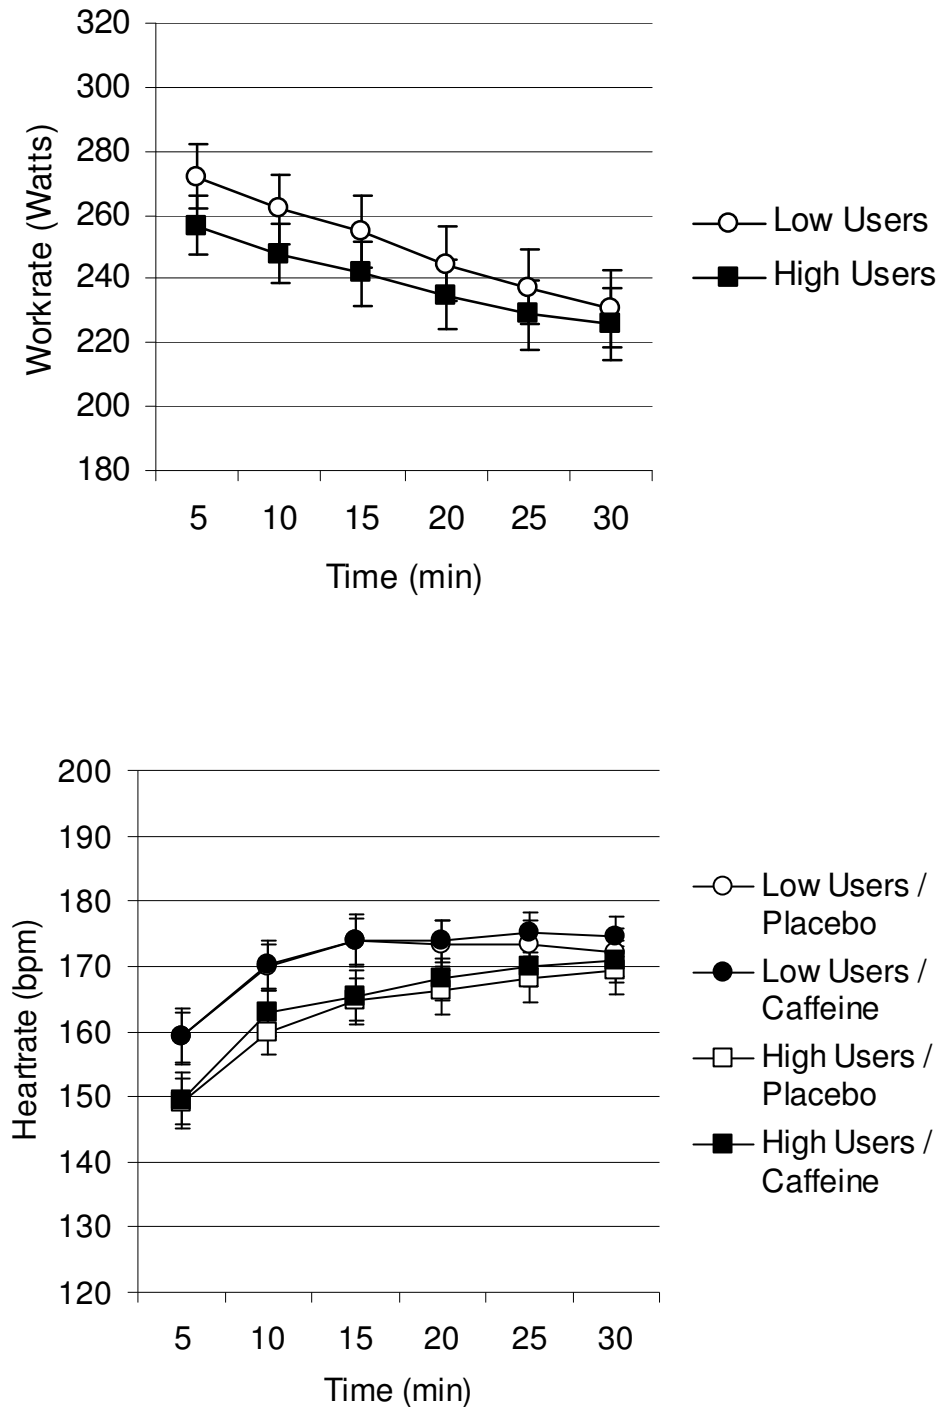 320
300
280
260
240
220
200
180
Workrate (Watts)
5 10 15 20 25 30
Time (min)
Low Users
High Users
200
190
180
170
160
150
140
130
120
Heartrate (bpm)
5 10 15 20 25 30
Time (min)
Low Users /
Placebo
Low Users /
Caffeine
High Users /
Placebo
High Users /
Caffeine